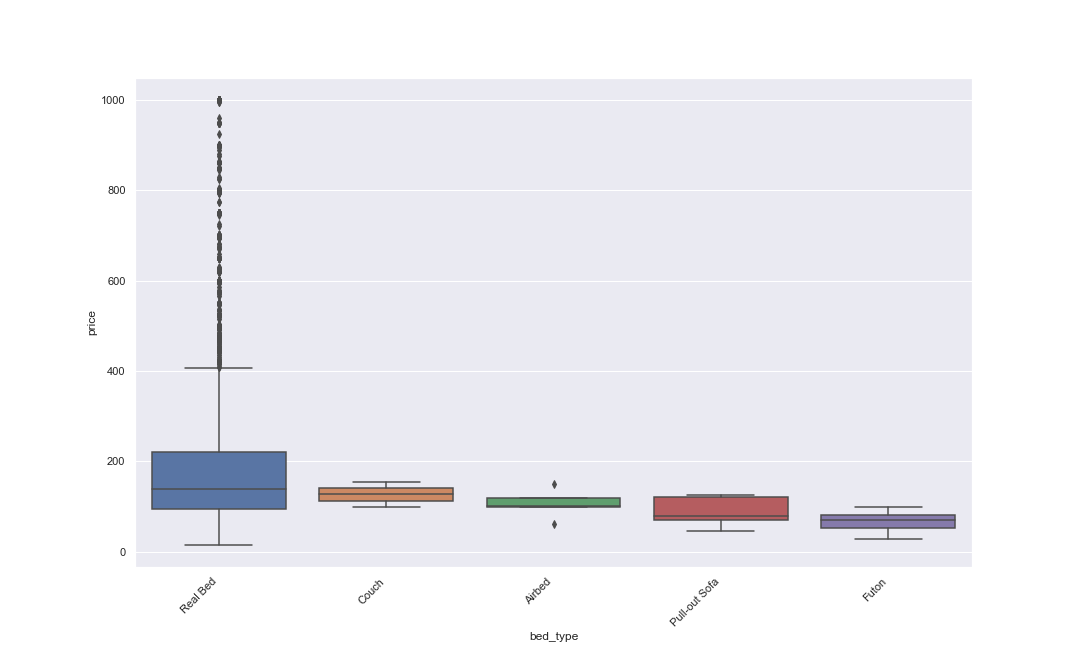 1000
800
600
400
200
0
price
Real Bed
Couch
Airbed
Pull-out Sofa
Futon
bed_type